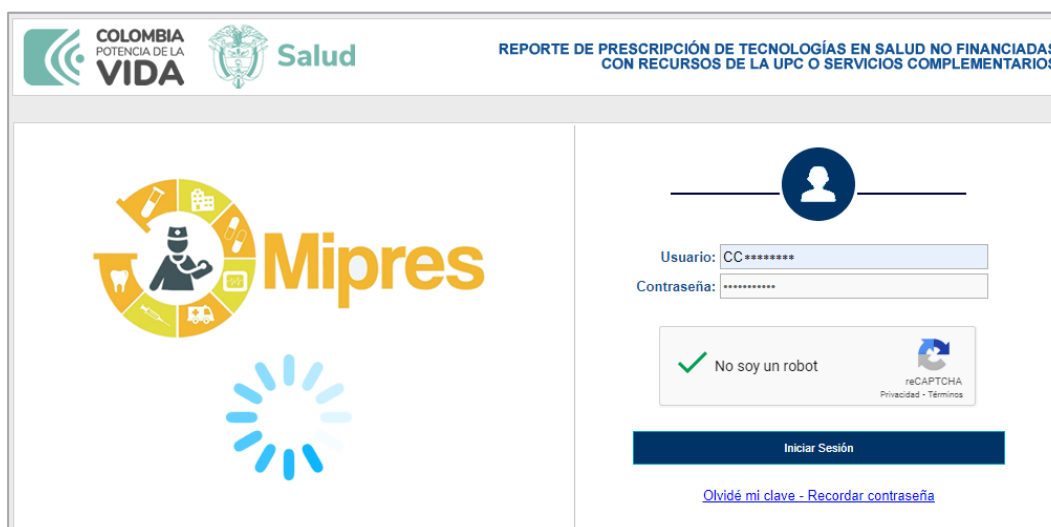 COLOMBIA
POTENCIA DE LA
VIDA
Salud
REPORTE DE PRESCRIPCIÓN DE TECNOLOGÍAS EN SALUD NO FINANCIADAS
CON RECURSOS DE LA UPC O SERVICIOS COMPLEMENTARIOS
Mipres
Usuario: CC********
Contraseña: •••••••••••
No soy un robot
reCAPTCHA
Privacidad - Términos
Iniciar Sesión
Olvidé mi clave - Recordar contraseña